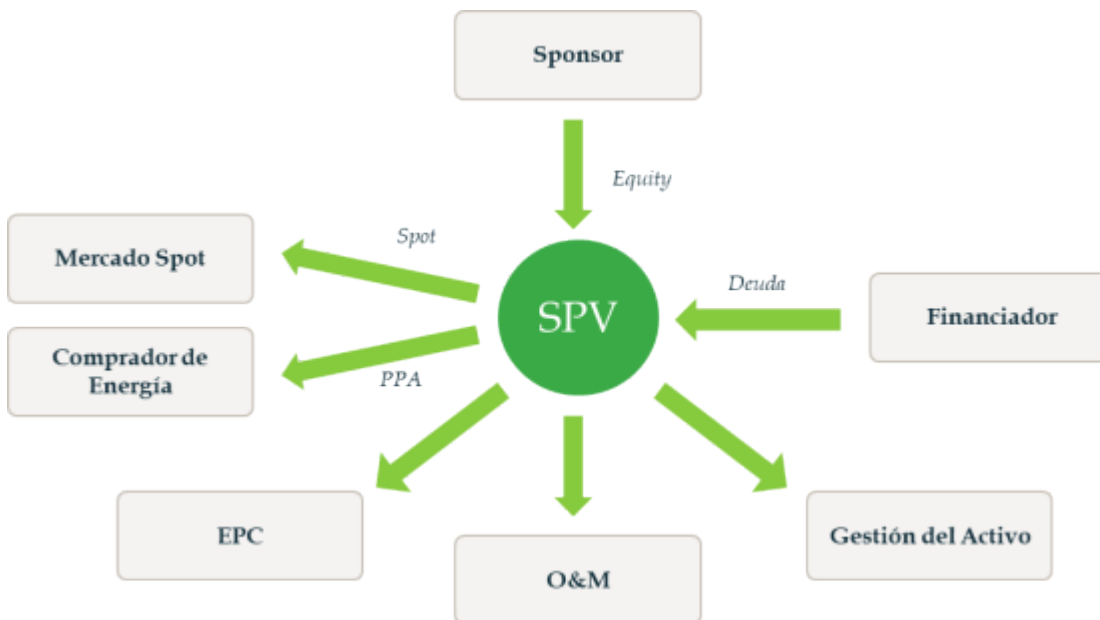 Sponsor
Equity
Spot
Mercado Spot
Deuda
SPV
Financiador
Comprador de
Energía
PPA
EPC
Gestión del Activo
O&M